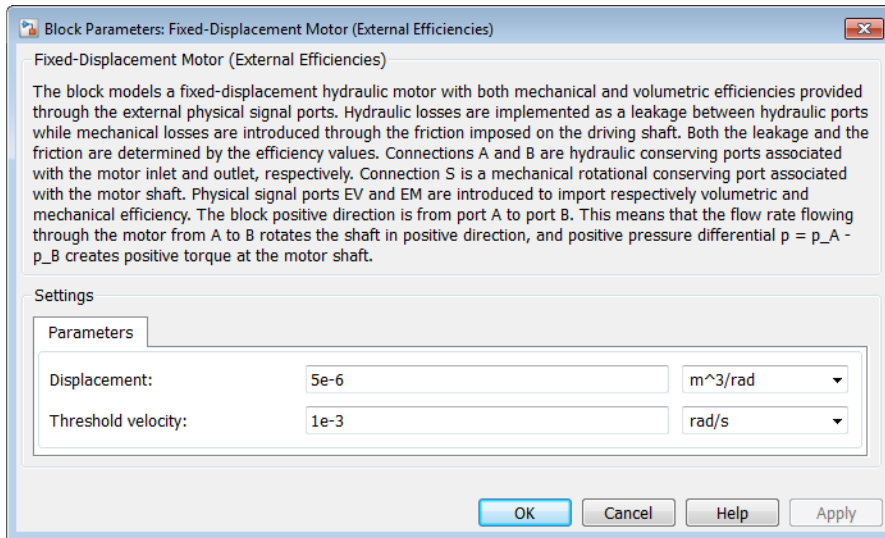 Block Parameters: Fixed-Displacement Motor (External Efficiencies)
Fixed-Displacement Motor (External Efficiencies)
The block models a fixed-displacement hydraulic motor with both mechanical and volumetric efficiencies provided
through the external physical signal ports. Hydraulic losses are implemented as a leakage between hydraulic ports
while mechanical losses are introduced through the friction imposed on the driving shaft. Both the leakage and the
friction are determined by the efficiency values. Connections A and B are hydraulic conserving ports associated
with the motor inlet and outlet, respectively. Connection S is a mechanical rotational conserving port associated
with the motor shaft. Physical signal ports EV and EM are introduced to import respectively volumetric and
mechanical efficiency. The block positive direction is from port A to port B. This means that the flow rate flowing
through the motor from A to B rotates the shaft in positive direction, and positive pressure differential p = p_A -
p_B creates positive torque at the motor shaft.
Settings
Parameters
Displacement: 5e-6 m^3/rad
Threshold velocity: 1e-3 rad/s
OK Cancel Help Apply